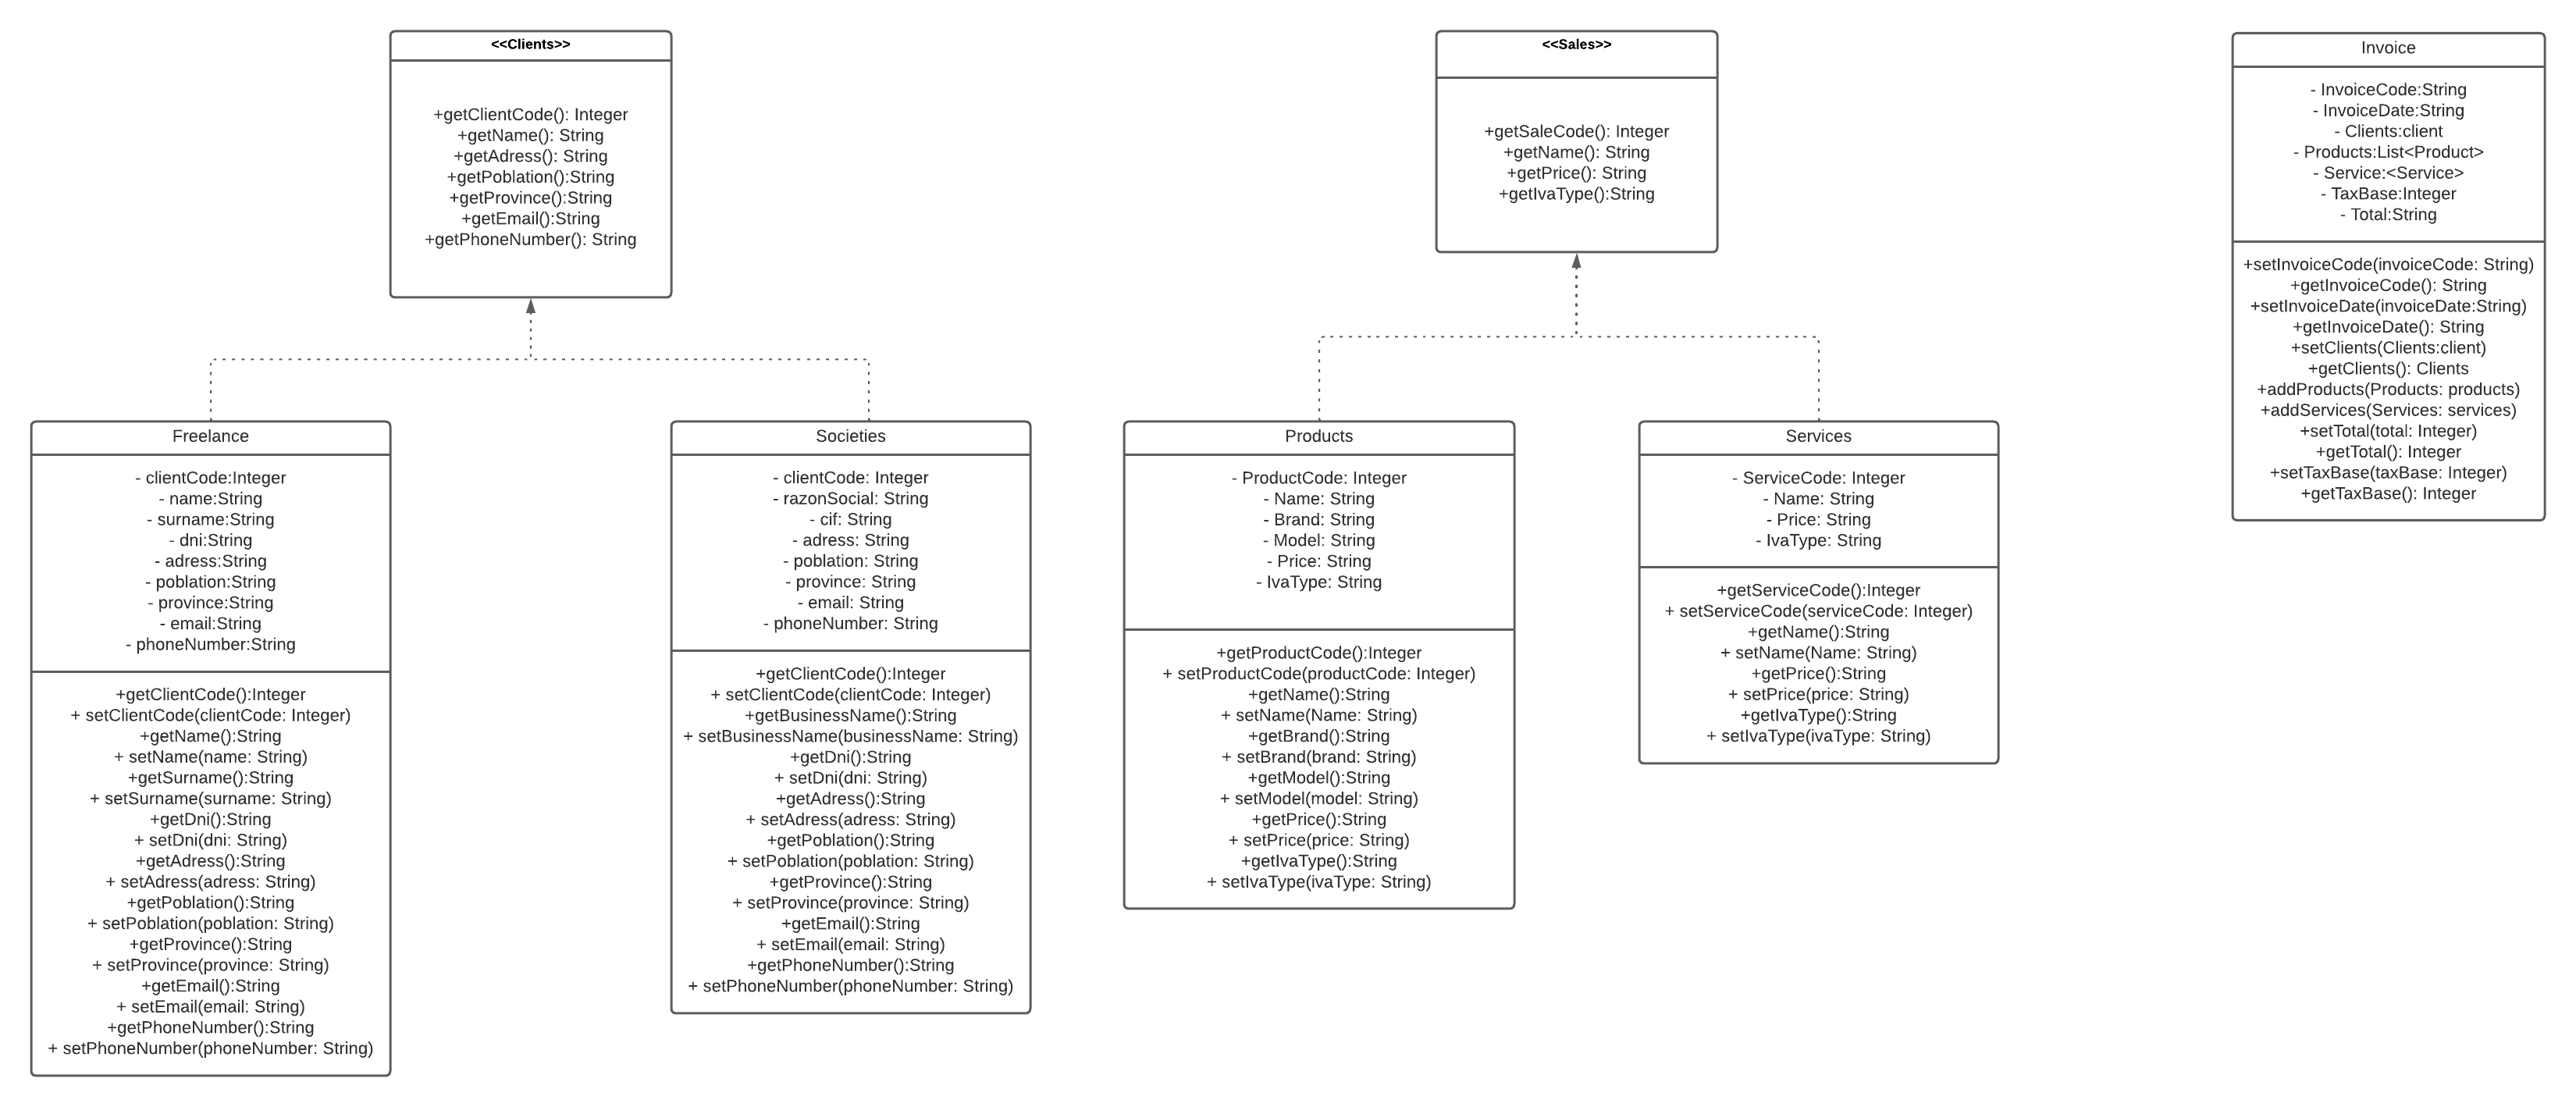 <<Clients>>
+getClientCode(): Integer
+getName(): String
+getAdress(): String
+getPoblation():String
+getProvince():String
+getEmail():String
+getPhoneNumber(): String
<<Sales>>
+getSaleCode(): Integer
+getName(): String
+getPrice(): String
+getIvaType():String
Invoice
- InvoiceCode:String
- InvoiceDate:String
- Clients:client
- Products:List<Product>
- Service:<Service>
- TaxBase:Integer
- Total:String
+setInvoiceCode(invoiceCode: String)
+getInvoiceCode(): String
+setInvoiceDate(invoiceDate:String)
+getInvoiceDate(): String
+setClients(Clients:client)
+getClients(): Clients
+addProducts(Products: products)
+addServices(Services: services)
+setTotal(total: Integer)
+getTotal(): Integer
+setTaxBase(taxBase: Integer)
+getTaxBase(): Integer
Freelance
- clientCode:Integer
- name:String
- surname:String
- dni:String
- adress:String
- poblation:String
- province:String
- email:String
- phoneNumber:String
+getClientCode():Integer
+ setClientCode(clientCode: Integer)
+getName():String
+ setName(name: String)
+getSurname():String
+ setSurname(surname: String)
+getDni():String
+ setDni(dni: String)
+getAdress():String
+ setAdress(adress: String)
+getPoblation():String
+ setPoblation(poblation: String)
+getProvince():String
+ setProvince(province: String)
+getEmail():String
+ setEmail(email: String)
+getPhoneNumber():String
+ setPhoneNumber(phoneNumber: String)
Societies
- clientCode: Integer
- razonSocial: String
- cif: String
- adress: String
- poblation: String
- province: String
- email: String
- phoneNumber: String
+getClientCode():Integer
+ setClientCode(clientCode: Integer)
+getBusinessName():String
+ setBusinessName(businessName: String)
+getDni():String
+ setDni(dni: String)
+getAdress():String
+ setAdress(adress: String)
+getPoblation():String
+ setPoblation(poblation: String)
+getProvince():String
+ setProvince(province: String)
+getEmail():String
+ setEmail(email: String)
+getPhoneNumber():String
+ setPhoneNumber(phoneNumber: String)
Products
- ProductCode: Integer
- Name: String
- Brand: String
- Model: String
- Price: String
- IvaType: String
+getProductCode():Integer
+ setProductCode(productCode: Integer)
+getName():String
+ setName(Name: String)
+getBrand():String
+ setBrand(brand: String)
+getModel():String
+ setModel(model: String)
+getPrice():String
+ setPrice(price: String)
+getIvaType():String
+ setIvaType(ivaType: String)
Services
- ServiceCode: Integer
- Name: String
- Price: String
- IvaType: String
+getServiceCode():Integer
+ setServiceCode(serviceCode: Integer)
+getName():String
+ setName(Name: String)
+getPrice():String
+ setPrice(price: String)
+getIvaType():String
+ setIvaType(ivaType: String)